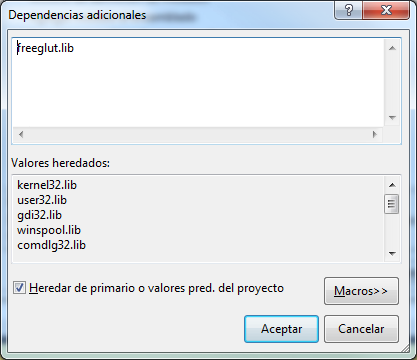 Dependencias adicionales
freeglut.lib
Valores heredados:
kernel32.lib
user32.lib
gdi32.lib
winspool.lib
comdlg32.lib
Heredar de primario o valores pred. del proyecto
Macros>>
Aceptar
Cancelar